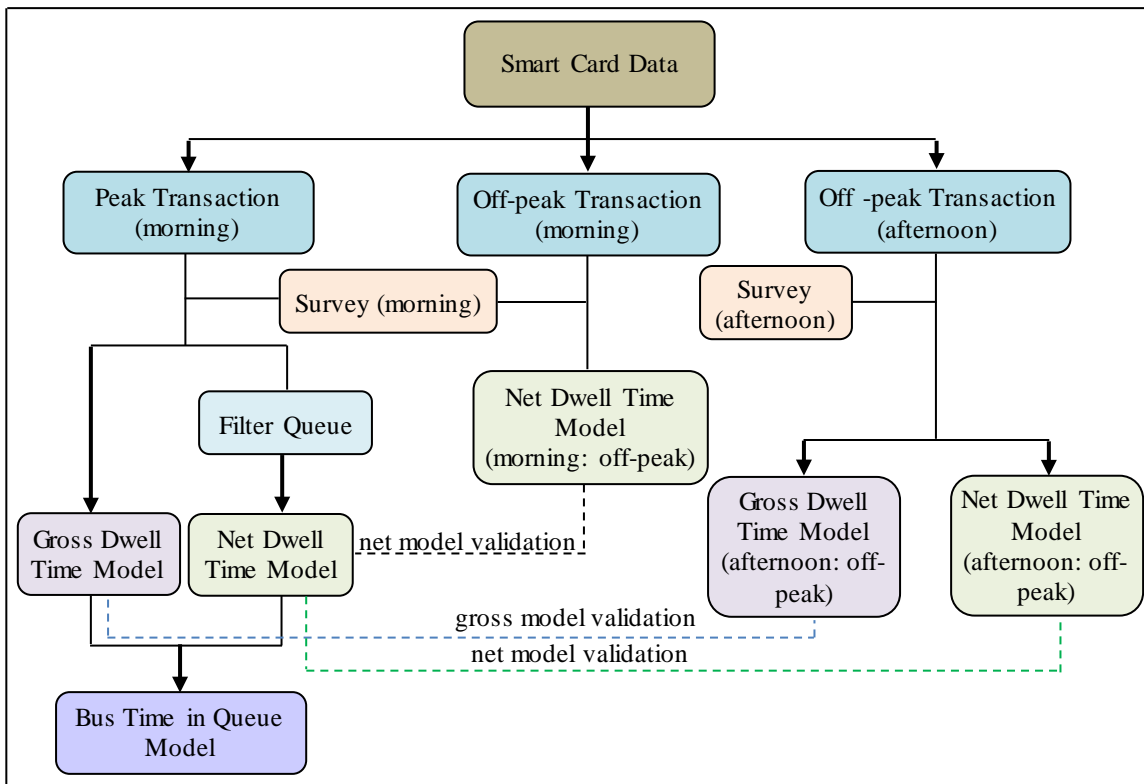 Smart Card Data
Peak Transaction
(morning)
Off-peak Transaction
(morning)
Off -peak Transaction
(afternoon)
Survey (morning)
Survey
(afternoon)
Net Dwell Time
Model
(morning: off-peak)
Filter Queue
Gross Dwell
Time Model
Net Dwell
Time Model
net model validation
Gross Dwell
Time Model
(afternoon: off-
peak)
Net Dwell Time
Model
(afternoon: off-
peak)
gross model validation
net model validation
Bus Time in Queue
Model